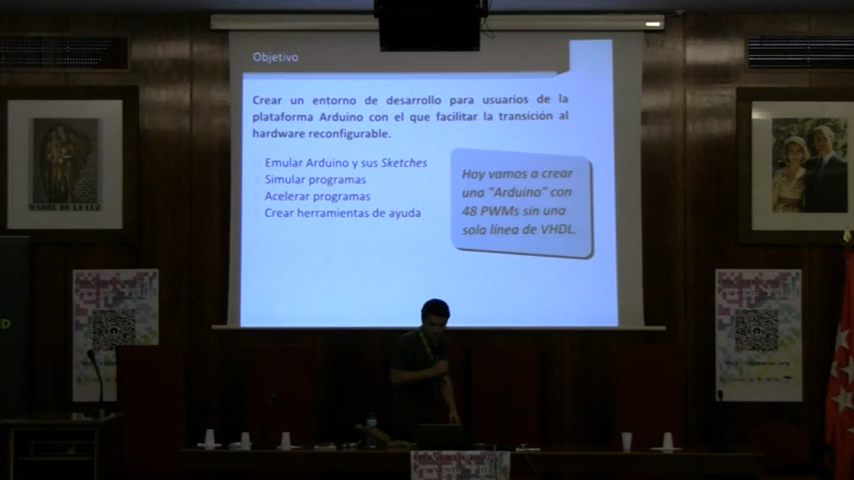 Objetivo
Crear un entorno de desarrollo para usuarios de la
plataforma Arduino con el que facilitar la transición al
hardware reconfigurable.
Emular Arduino y sus Sketches
Simular programas
Acelerar programas
Crear herramientas de ayuda
Hoy vamos a crear
una "Arduino" con
48 PWMs sin una
sola línea de VHDL.
MADRE DE LA LUZ
D